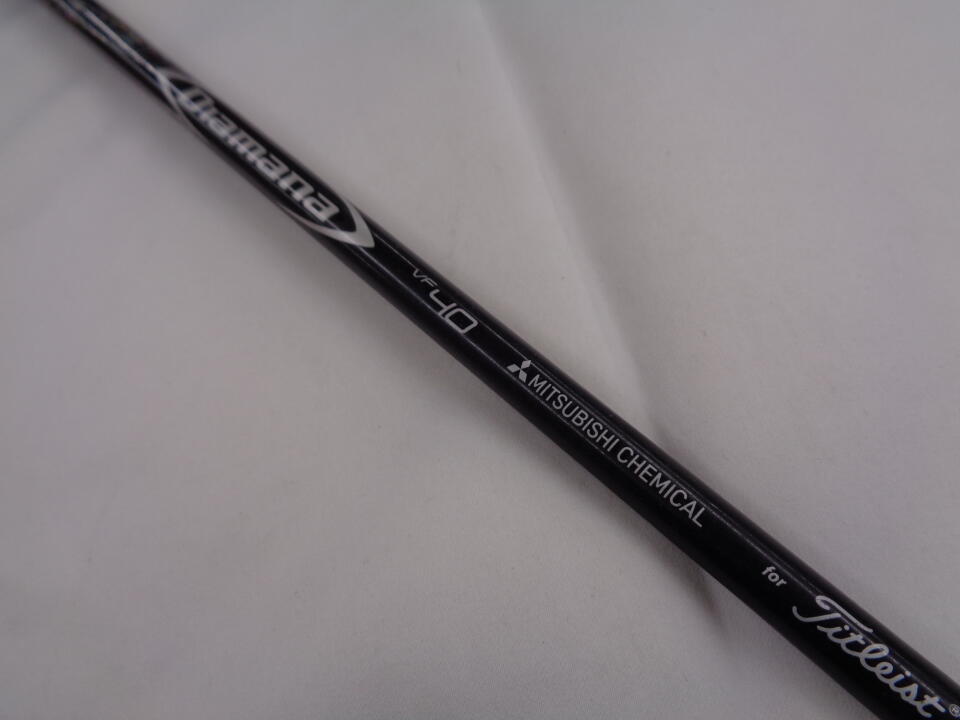 Diamana
VF40
MITSUBISHI CHEMICAL
for
Titleist®